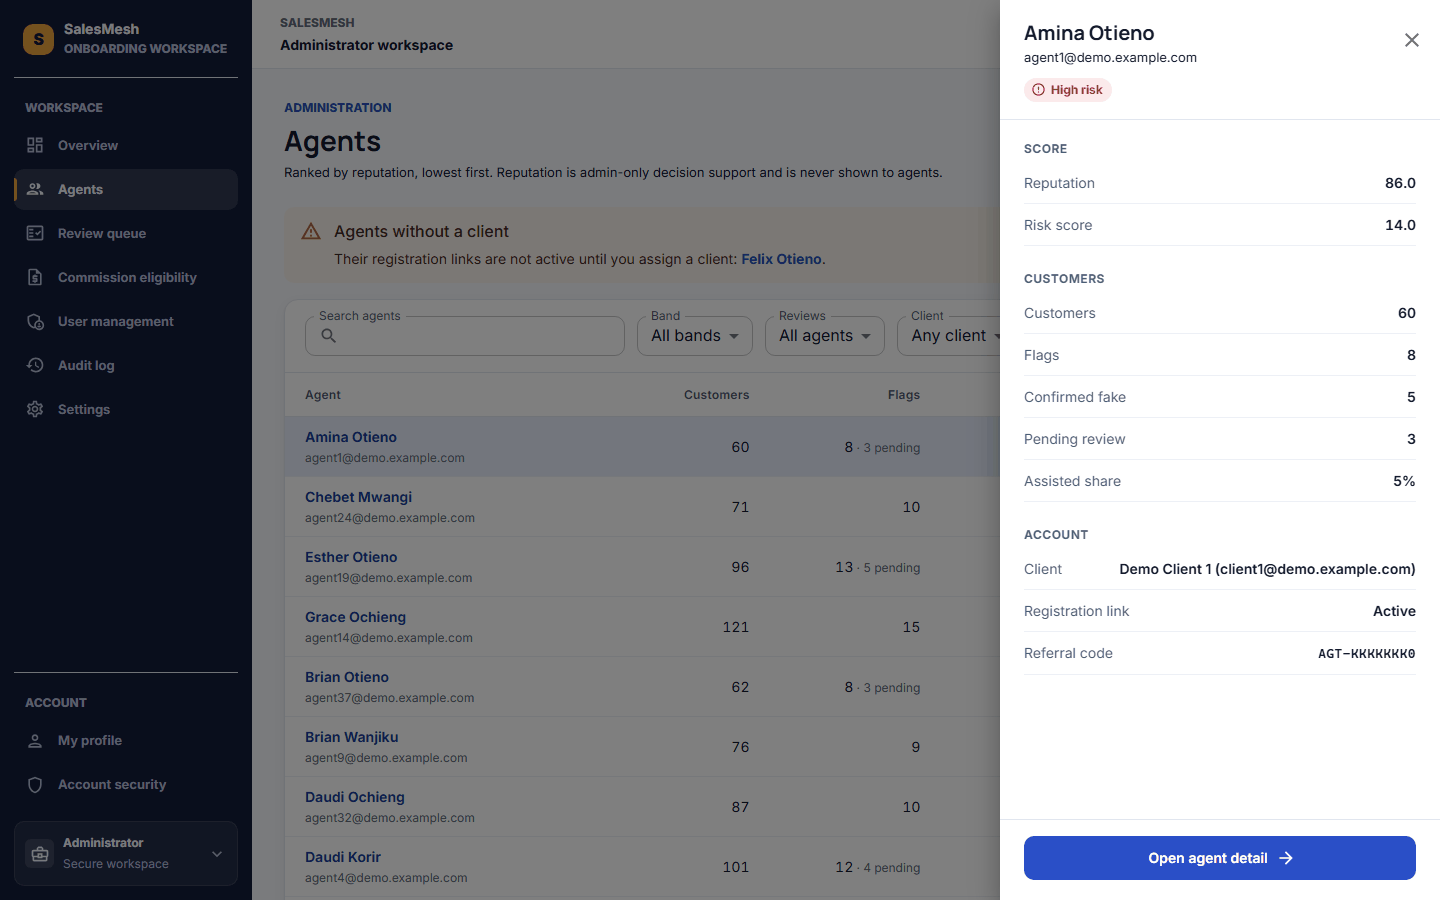 S
SalesMesh
ONBOARDING WORKSPACE
WORKSPACE
Overview
Agents
Review queue
Commission eligibility
User management
Audit log
Settings
ACCOUNT
My profile
Account security
Administrator
Secure workspace
SALESMESH
Administrator workspace
ADMINISTRATION
Agents
Ranked by reputation, lowest first. Reputation is admin-only decision support and is never shown to agents.
Agents without a client
Their registration links are not active until you assign a client: Felix Otieno.
Search agents
Band
All bands
Reviews
All agents
Client
Any client
Agent Customers Flags
Amina Otieno
agent1@demo.example.com
60 8 · 3 pending
Chebet Mwangi
agent24@demo.example.com
71 10
Esther Otieno
agent19@demo.example.com
96 13 · 5 pending
Grace Ochieng
agent14@demo.example.com
121 15
Brian Otieno
agent37@demo.example.com
62 8 · 3 pending
Brian Wanjiku
agent9@demo.example.com
76 9
Daudi Ochieng
agent32@demo.example.com
87 10
Daudi Korir
agent4@demo.example.com
101 12 · 4 pending
Amina Otieno
agent1@demo.example.com
High risk
SCORE
Reputation 86.0
Risk score 14.0
CUSTOMERS
Customers 60
Flags 8
Confirmed fake 5
Pending review 3
Assisted share 5%
ACCOUNT
Client Demo Client 1 (client1@demo.example.com)
Registration link Active
Referral code AGT-KKKKKKK0
Open agent detail